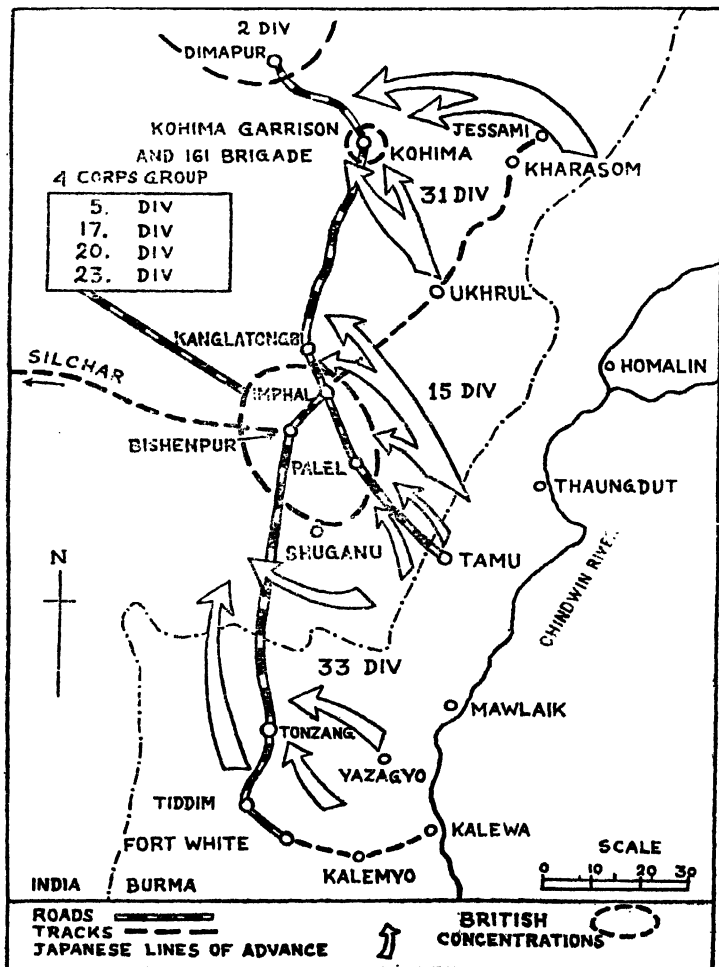 2 DIV
DIMAPUR
KOHIMA GARRISON
AND 161 BRIGADE
KOHIMA
JESSAMI
KHARASOM
4 CORPS GROUP
5. DIV
17. DIV
20. DIV
23. DIV
31 DIV
UKHRUL
KANGLATONGBI
HOMALIN
SILCHAR
IMPHAL
15 DIV
BISHENPUR
PALEL
THAUNGDUT
SHUGANU
TAMU
N
CHINDWIN RIVER
33 DIV
MAWLAIK
TONZANG
YAZAGYO
TIDDIM
FORT WHITE
KALEWA
KALEMYO
SCALE
0 10 20 30
INDIA BURMA
ROADS
TRACKS
JAPANESE LINES OF ADVANCE
BRITISH
CONCENTRATIONS